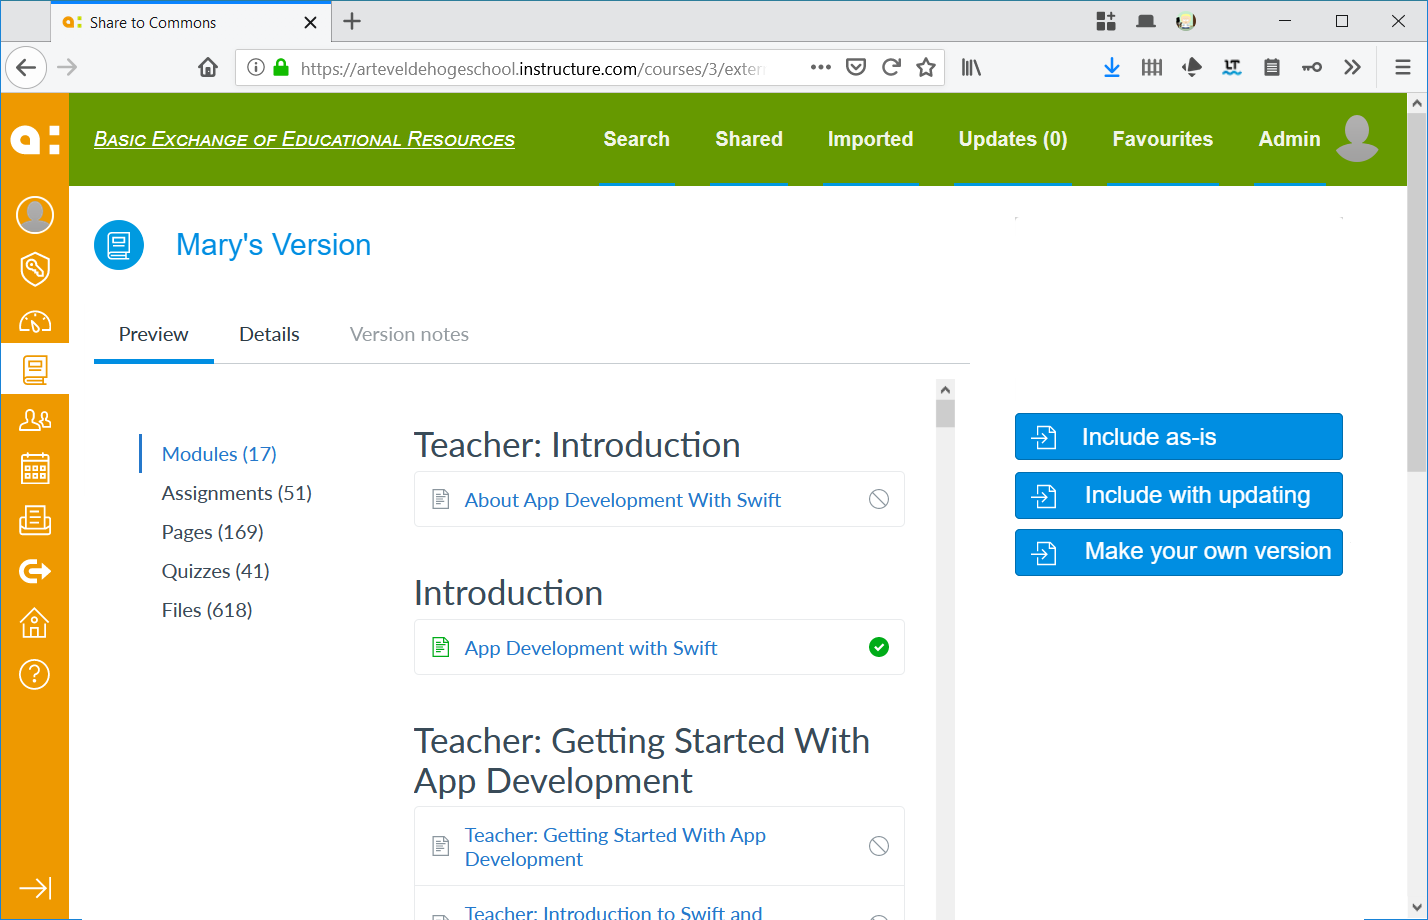 a: Share to Commons
https://arteveldehogeschool.instructure.com/courses/3/exter
LT
a:
Basic Exchange of Educational Resources
Search
Shared
Imported
Updates (0)
Favourites
Admin
Mary's Version
Preview
Details
Version notes
Modules (17)
Assignments (51)
Pages (169)
Quizzes (41)
Files (618)
Teacher: Introduction
About App Development With Swift
Introduction
App Development with Swift
Teacher: Getting Started With
App Development
Teacher: Getting Started With App
Development
Teacher: Introduction to Swift and
Include as-is
Include with updating
Make your own version